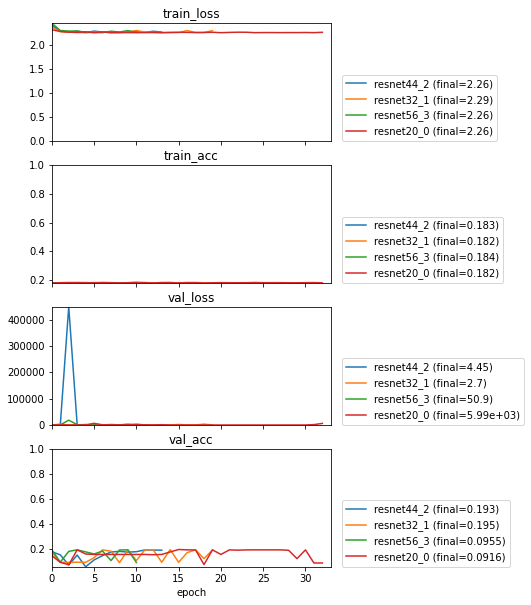 train_loss
2.0
1.5
1.0
0.5
0.0
resnet44_2 (final=2.26)
resnet32_1 (final=2.29)
resnet56_3 (final=2.26)
resnet20_0 (final=2.26)
train_acc
1.0
0.8
0.6
0.4
0.2
resnet44_2 (final=0.183)
resnet32_1 (final=0.182)
resnet56_3 (final=0.184)
resnet20_0 (final=0.182)
val_loss
400000
300000
200000
100000
0
resnet44_2 (final=4.45)
resnet32_1 (final=2.7)
resnet56_3 (final=50.9)
resnet20_0 (final=5.99e+03)
val_acc
1.0
0.8
0.6
0.4
0.2
resnet44_2 (final=0.193)
resnet32_1 (final=0.195)
resnet56_3 (final=0.0955)
resnet20_0 (final=0.0916)
0 5 10 15 20 25 30
epoch